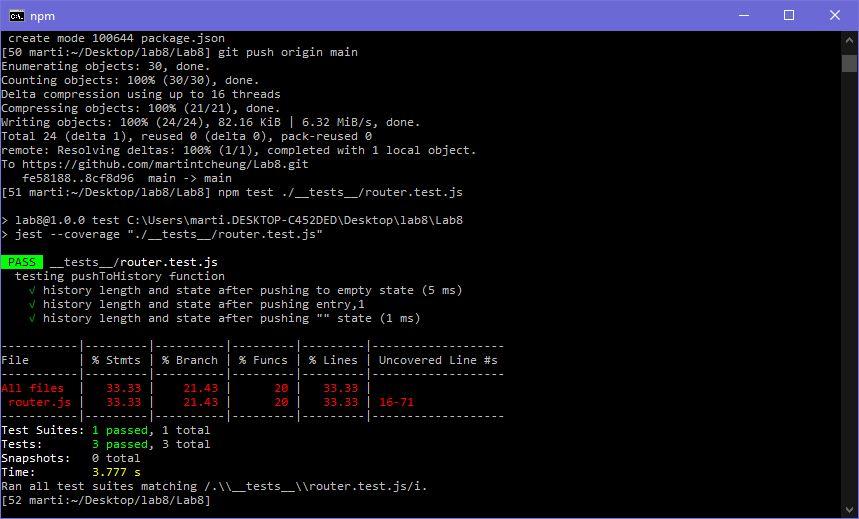 npm
create mode 100644 package.json
[50 marti:~/Desktop/lab8/Lab8] git push origin main
Enumerating objects: 30, done.
Counting objects: 100% (30/30), done.
Delta compression using up to 16 threads
Compressing objects: 100% (21/21), done.
Writing objects: 100% (24/24), 82.16 KiB | 6.32 MiB/s, done.
Total 24 (delta 1), reused 0 (delta 0), pack-reused 0
remote: Resolving deltas: 100% (1/1), completed with 1 local object.
To https://github.com/martintcheung/Lab8.git
   fe58188..8cf8d96  main -> main
[51 marti:~/Desktop/lab8/Lab8] npm test ./__tests__/router.test.js
> lab8@1.0.0 test C:\Users\marti.DESKTOP-C452DED\Desktop\lab8\Lab8
> jest --coverage "./__tests__/router.test.js"
PASS  __tests__/router.test.js
  testing pushToHistory function
    √ history length and state after pushing to empty state (5 ms)
    √ history length and state after pushing entry,1
    √ history length and state after pushing "" state (1 ms)
-----------|---------|----------|---------|---------|-------------------
File       | % Stmts | % Branch | % Funcs | % Lines | Uncovered Line #s
-----------|---------|----------|---------|---------|-------------------
All files  |   33.33 |    21.43 |      20 |   33.33 |
 router.js |   33.33 |    21.43 |      20 |   33.33 | 16-71
-----------|---------|----------|---------|---------|-------------------
Test Suites: 1 passed, 1 total
Tests:       3 passed, 3 total
Snapshots:   0 total
Time:        3.777 s
Ran all test suites matching /.\\__tests__\\router.test.js/i.
[52 marti:~/Desktop/lab8/Lab8]